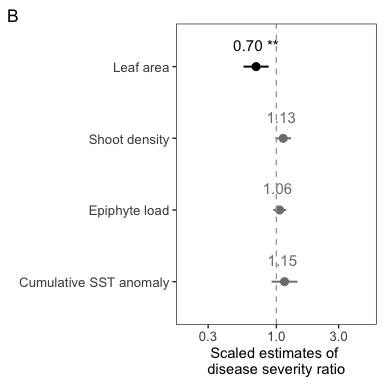 B
0.70 **
Leaf area
1.13
Shoot density
1.06
Epiphyte load
1.15
Cumulative SST anomaly
0.3 1.0 3.0
Scaled estimates of
disease severity ratio